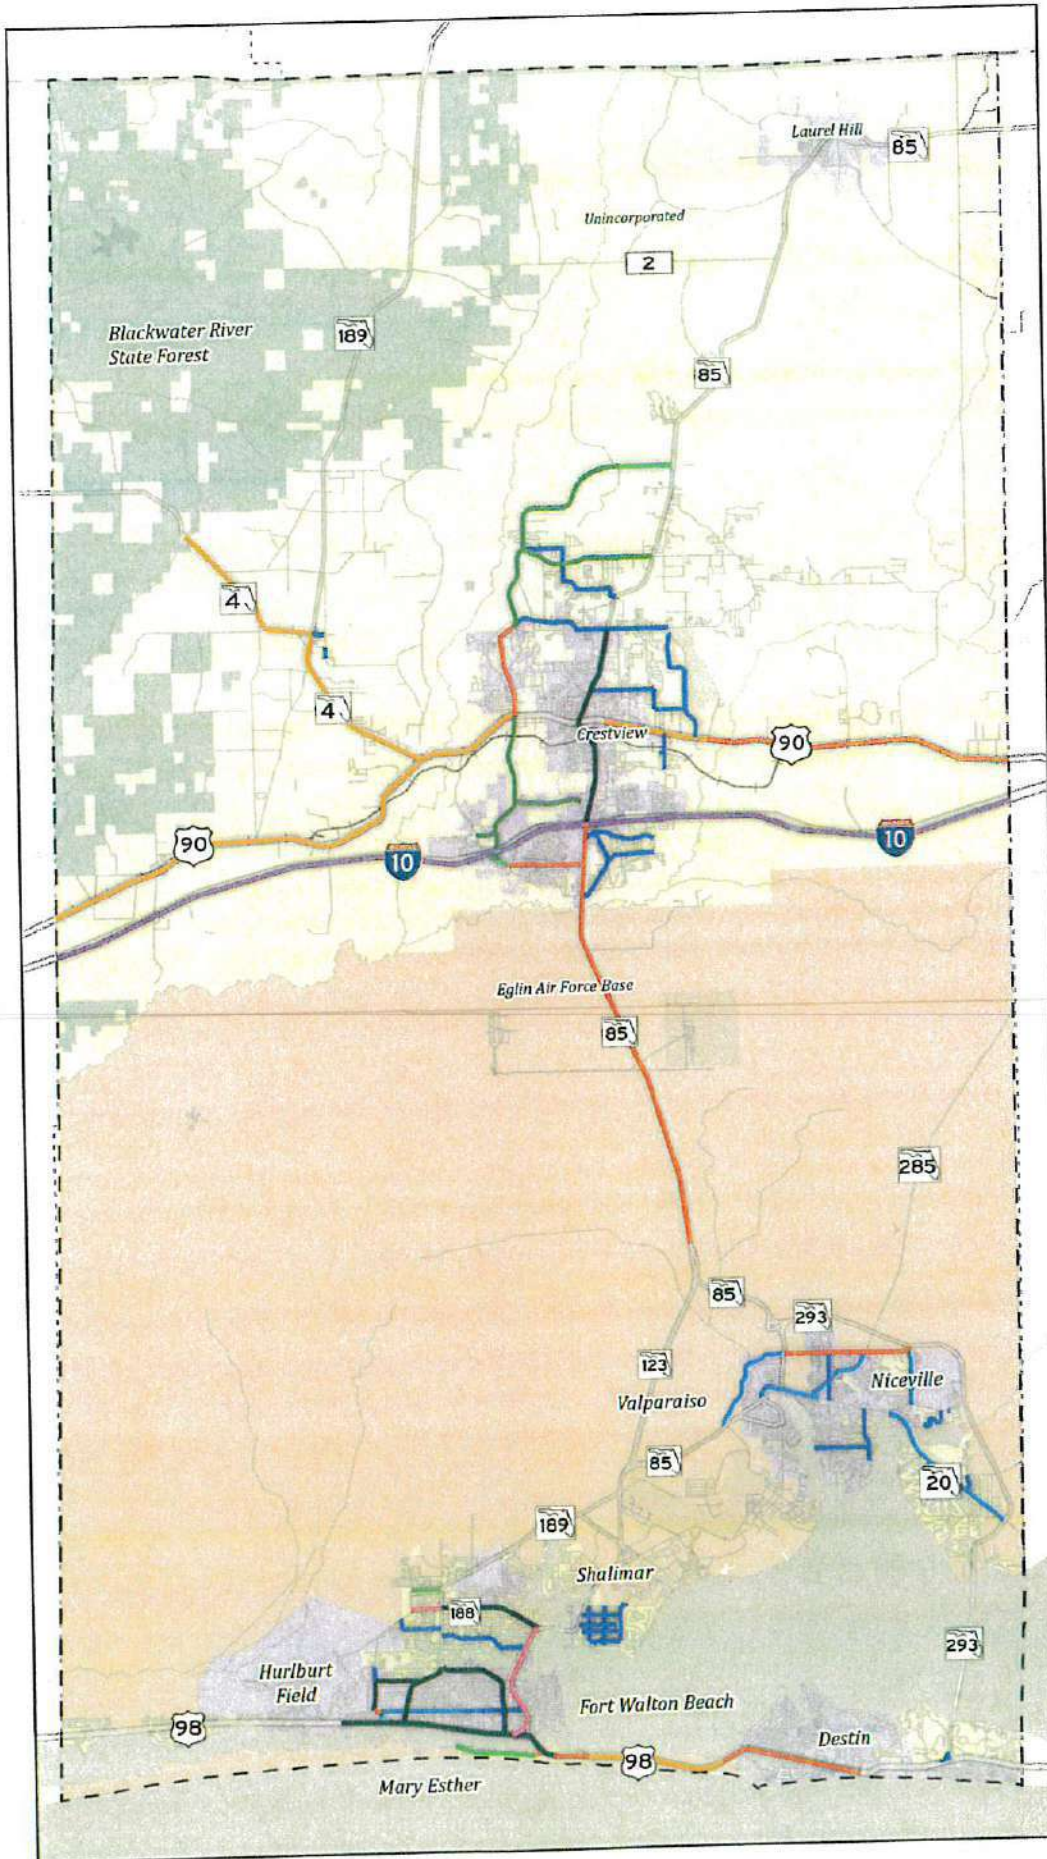 Laurel Hill
85
Unincorporated
2
Blackwater River
State Forest
189
85
4
4
Crestview
90
90
10
10
Eglin Air Force Base
85
285
85
293
123
Niceville
Valparaiso
85
20
189
Shalimar
188
293
Hurlburt
Field
Fort Walton Beach
98
Destin
98
Mary Esther